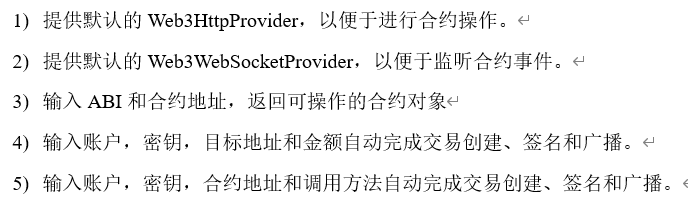 1) 提供默认的 Web3HttpProvider，以便于进行合约操作。
2) 提供默认的 Web3WebSocketProvider，以便于监听合约事件。
3) 输入 ABI 和合约地址，返回可操作的合约对象
4) 输入账户，密钥，目标地址和金额自动完成交易创建、签名和广播。
5) 输入账户，密钥，合约地址和调用方法自动完成交易创建、签名和广播。